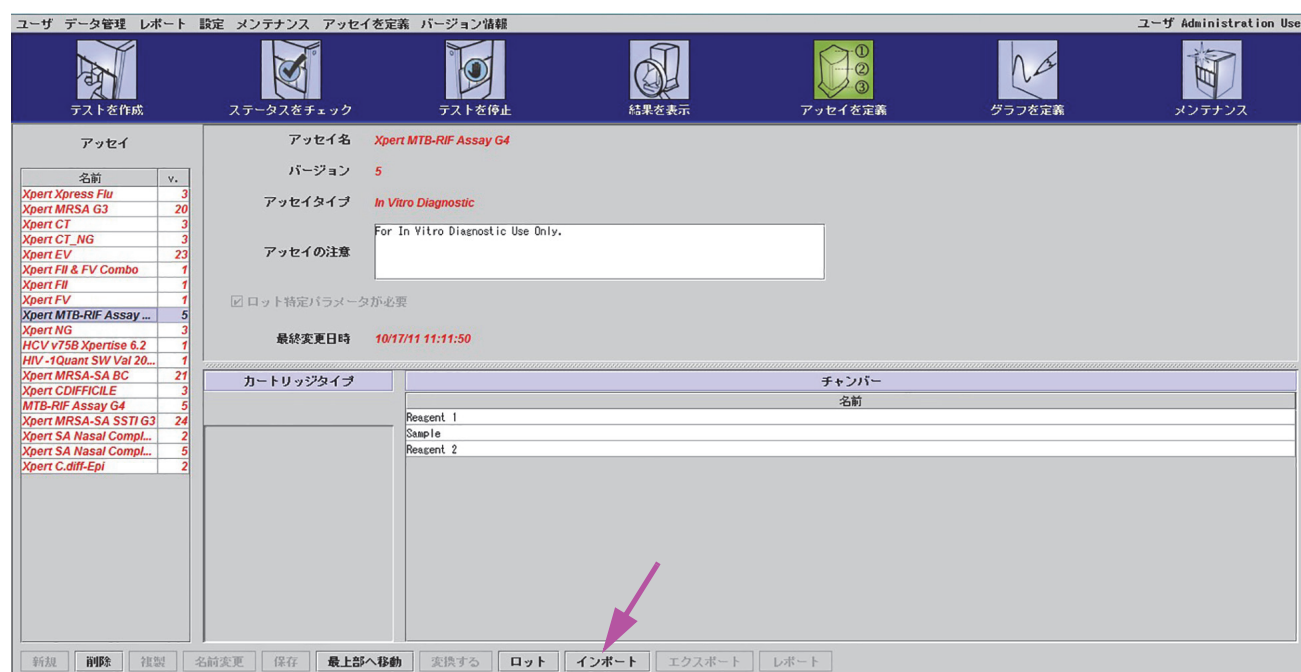 ユーザ データ管理 レポート 設定 メンテナンス アッセイを定義 バージョン情報 ユーザ Administration Use
① ② ③
テストを作成 ステータスをチェック テストを停止 結果を表示 アッセイを定義 グラフを定義 メンテナンス
アッセイ
名前 v.
Xpert Xpress Flu 3
Xpert MRSA G3 20
Xpert CT 3
Xpert CT_NG 3
Xpert EV 23
Xpert FII & FV Combo 1
Xpert FII 1
Xpert FV 1
Xpert MTB-RIF Assay ... 5
Xpert NG 3
HCV v75B Xpertise 6.2 1
HIV -1Quant SW Val 20... 1
Xpert MRSA-SA BC 21
Xpert CDIFFICILE 3
MTB-RIF Assay G4 5
Xpert MRSA-SA SSTI G3 24
Xpert SA Nasal Compl... 2
Xpert SA Nasal Compl... 5
Xpert C.diff-Epi 2
アッセイ名 Xpert MTB-RIF Assay G4
バージョン 5
アッセイタイプ In Vitro Diagnostic
アッセイの注意 For In Vitro Diagnostic Use Only.
ロット特定パラメータが必要
最終変更日時 10/17/11 11:11:50
カートリッジタイプ チャンバー
名前
Reagent 1
Sample
Reagent 2
新規 削除 複製 名前変更 保存 最上部へ移動 変換する ロット インポート エクスポート レポート